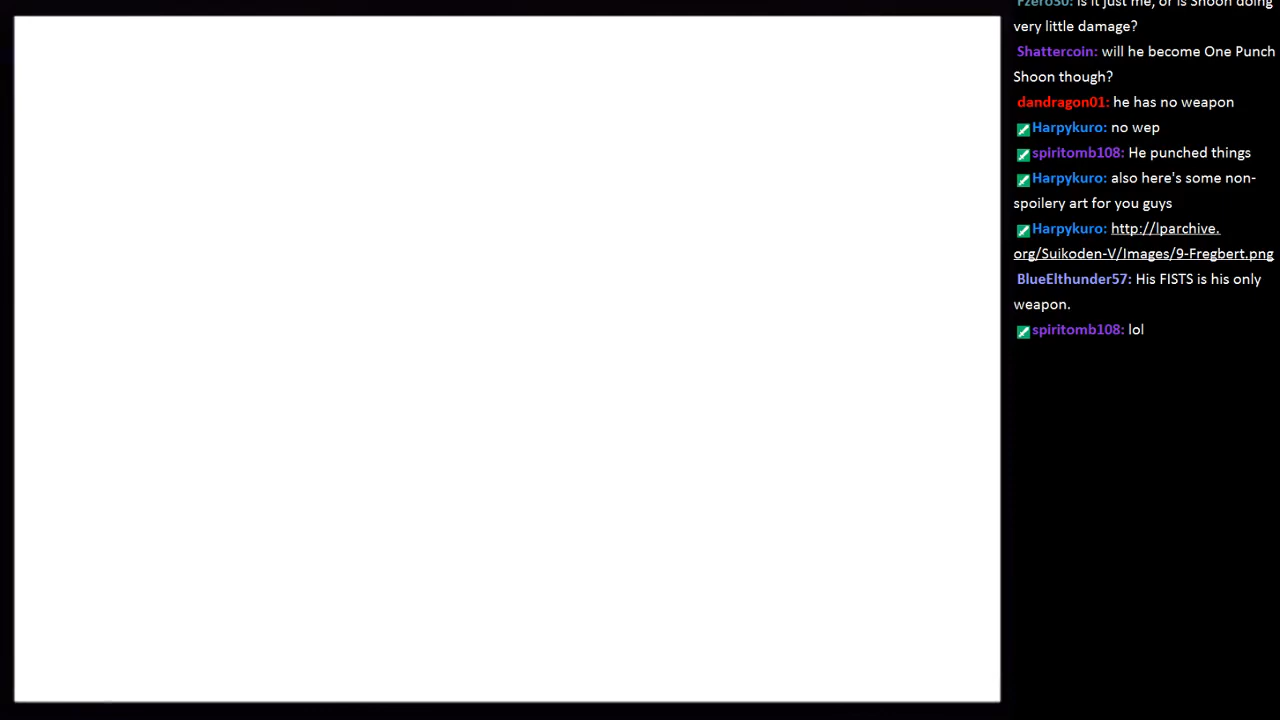 Fzero50: Is it just me, or is Shoon doing
very little damage?
Shattercoin: will he become One Punch
Shoon though?
dandragon01: he has no weapon
Harpykuro: no wep
spiritomb108: He punched things
Harpykuro: also here's some non-
spoilery art for you guys
Harpykuro: http://lparchive.
org/Suikoden-V/Images/9-Fregbert.png
BlueElthunder57: His FISTS is his only
weapon.
spiritomb108: lol